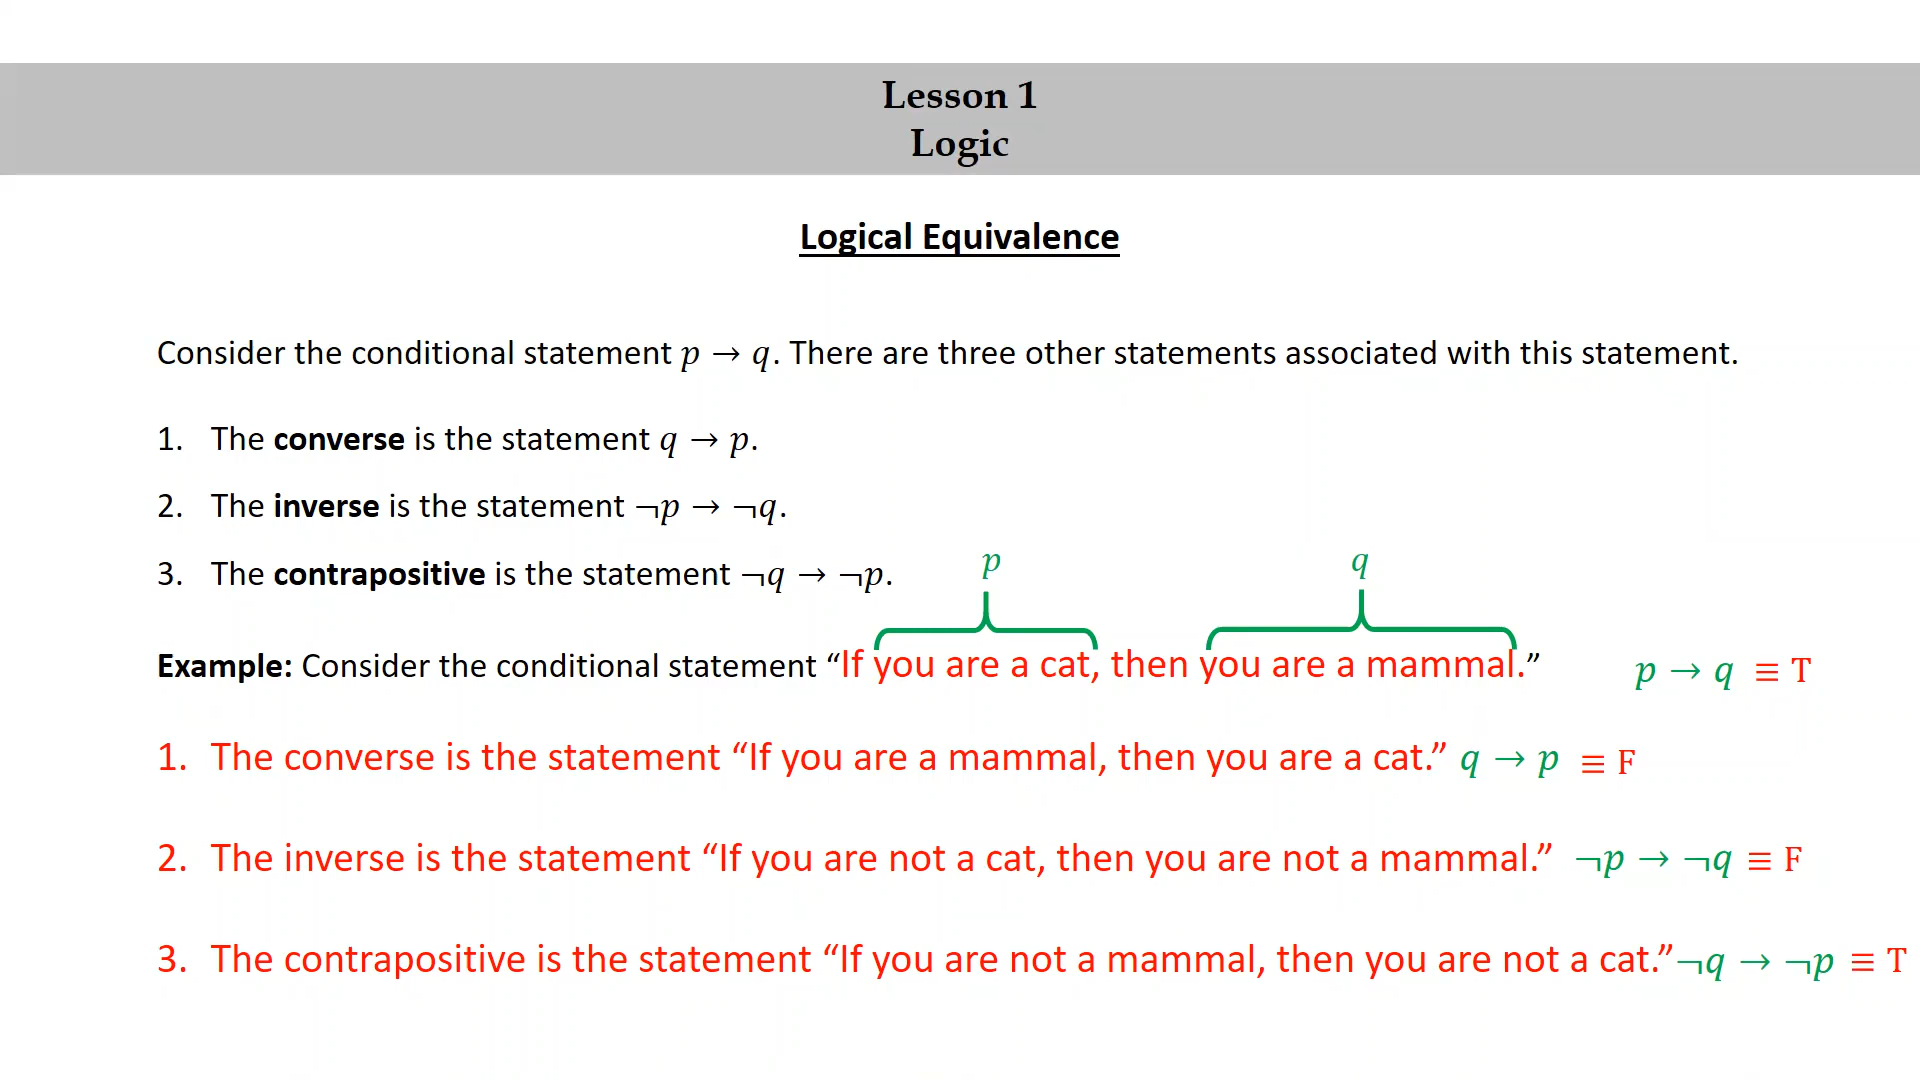 Lesson 1
Logic
Logical Equivalence
Consider the conditional statement p → q. There are three other statements associated with this statement.
1. The converse is the statement q → p.
2. The inverse is the statement ¬p → ¬q.
3. The contrapositive is the statement ¬q → ¬p.
p q
Example: Consider the conditional statement “If you are a cat, then you are a mammal.” p → q ≡ T
1. The converse is the statement “If you are a mammal, then you are a cat.” q → p ≡ F
2. The inverse is the statement “If you are not a cat, then you are not a mammal.” ¬p → ¬q ≡ F
3. The contrapositive is the statement “If you are not a mammal, then you are not a cat.” ¬q → ¬p ≡ T